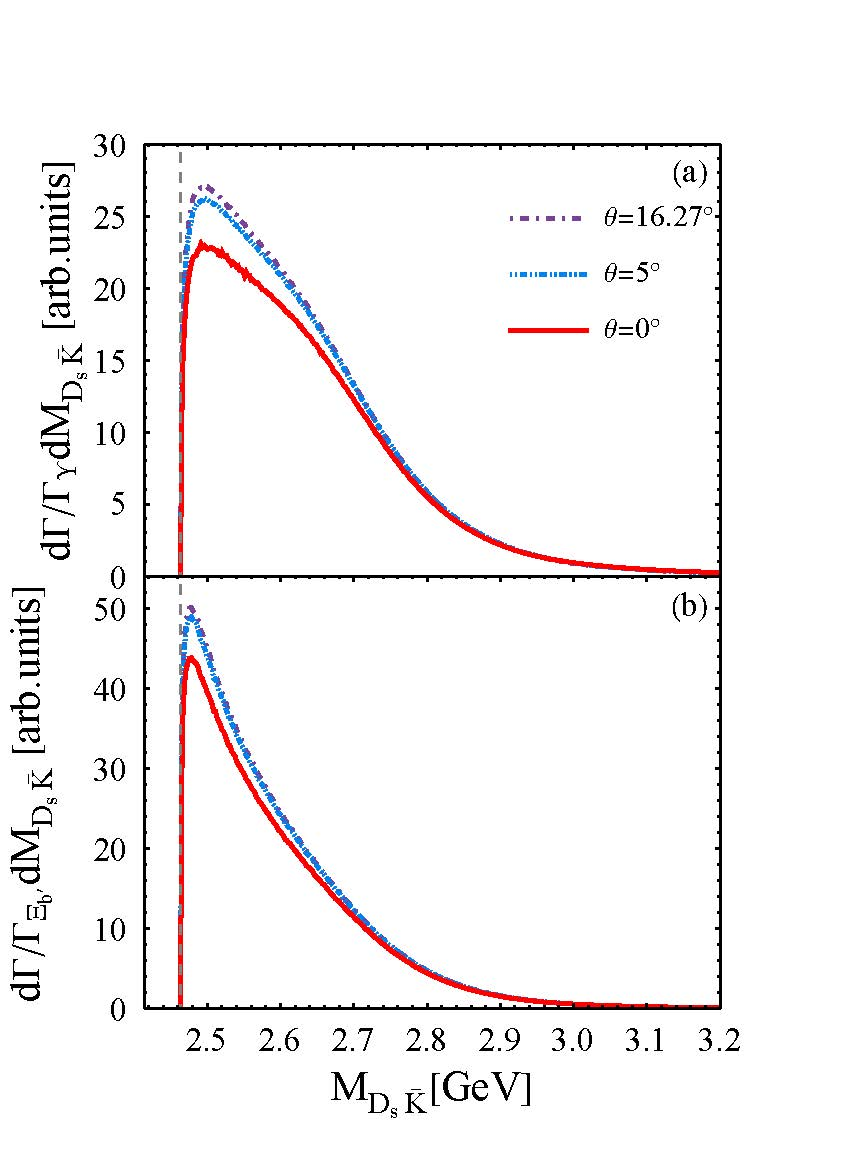 (a)
30
25
20
15
10
5
0
dΓ/Γ_Υ dM_{D_s K̄} [arb.units]
θ=16.27°
θ=5°
θ=0°
(b)
50
40
30
20
10
0
dΓ/Γ_{Ξ_b′} dM_{D_s K̄} [arb.units]
2.5 2.6 2.7 2.8 2.9 3.0 3.1 3.2
M_{D_s K̄}[GeV]